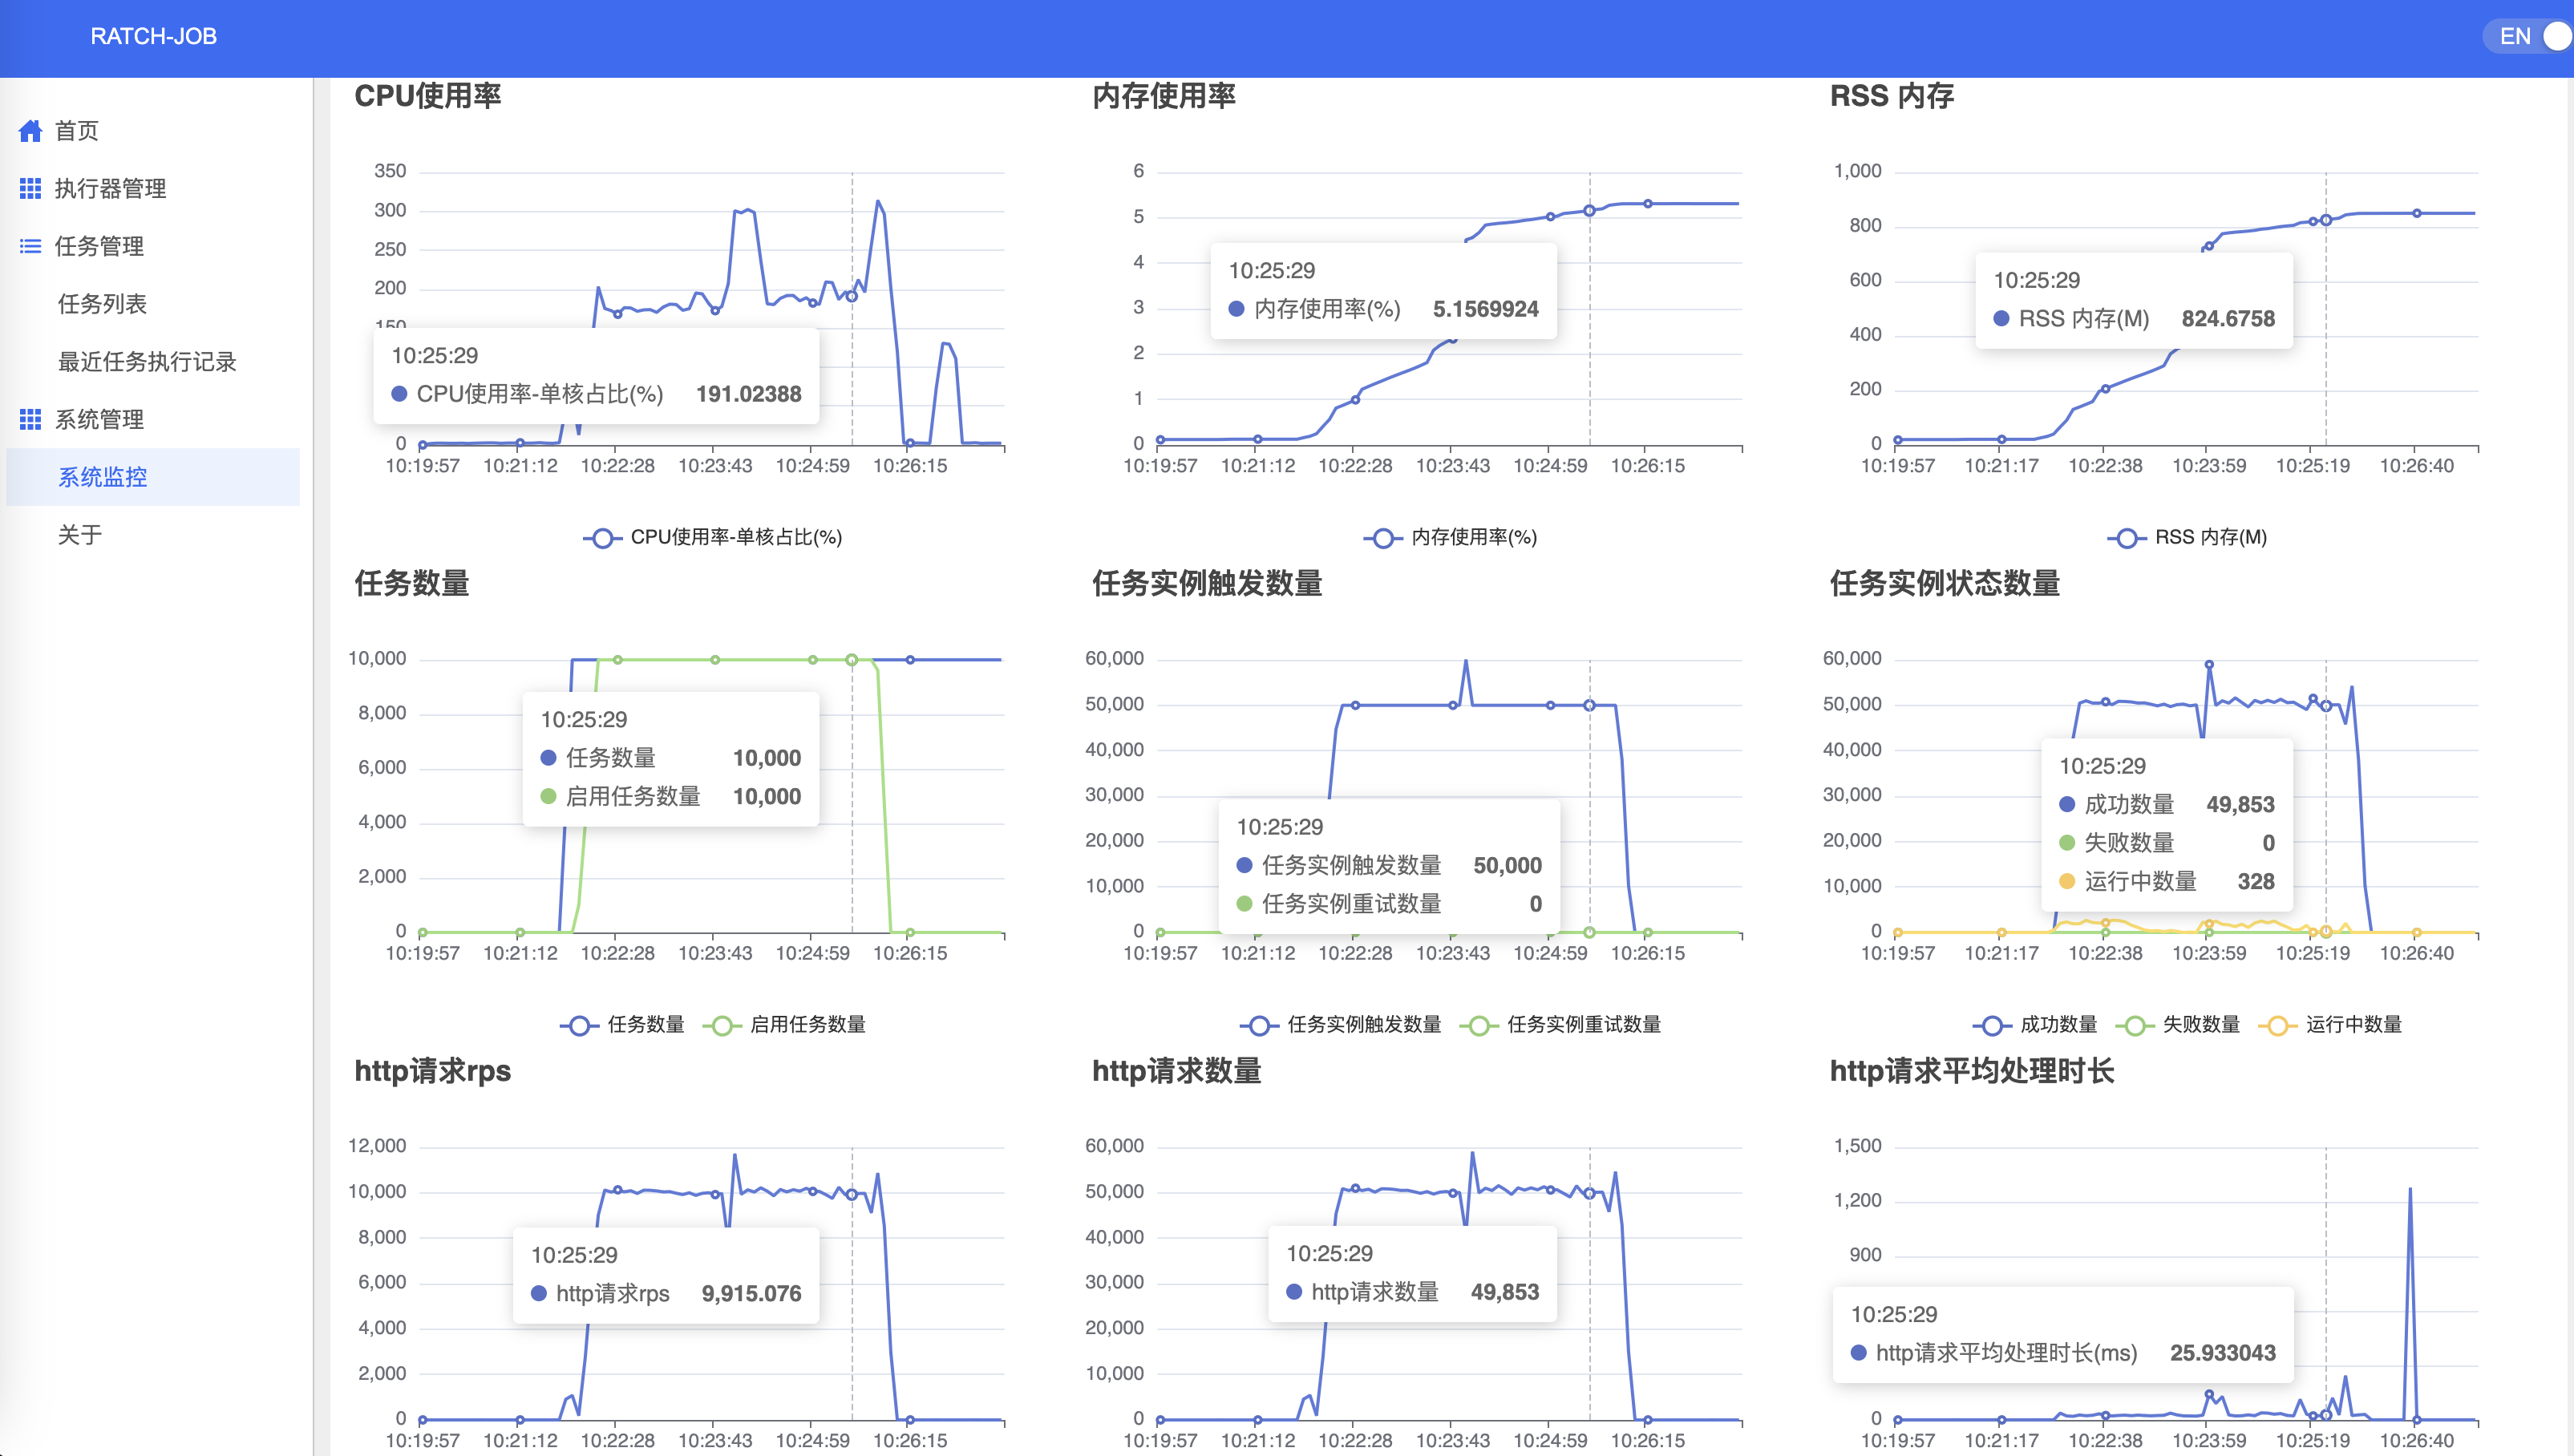 RATCH-JOB
EN
首页
执行器管理
任务管理
任务列表
最近任务执行记录
系统管理
系统监控
关于
CPU使用率
350
300
250
200
150
0
10:25:29
CPU使用率-单核占比(%) 191.02388
10:19:57 10:21:12 10:22:28 10:23:43 10:24:59 10:26:15
CPU使用率-单核占比(%)
内存使用率
6
5
4
3
2
1
0
10:25:29
内存使用率(%) 5.1569924
10:19:57 10:21:12 10:22:28 10:23:43 10:24:59 10:26:15
内存使用率(%)
RSS 内存
1,000
800
600
400
200
0
10:25:29
RSS 内存(M) 824.6758
10:19:57 10:21:17 10:22:38 10:23:59 10:25:19 10:26:40
RSS 内存(M)
任务数量
10,000
8,000
6,000
4,000
2,000
0
10:25:29
任务数量 10,000
启用任务数量 10,000
10:19:57 10:21:12 10:22:28 10:23:43 10:24:59 10:26:15
任务数量 启用任务数量
任务实例触发数量
60,000
50,000
40,000
30,000
20,000
10,000
0
10:25:29
任务实例触发数量 50,000
任务实例重试数量 0
10:19:57 10:21:12 10:22:28 10:23:43 10:24:59 10:26:15
任务实例触发数量 任务实例重试数量
任务实例状态数量
60,000
50,000
40,000
30,000
20,000
10,000
0
10:25:29
成功数量 49,853
失败数量 0
运行中数量 328
10:19:57 10:21:17 10:22:38 10:23:59 10:25:19 10:26:40
成功数量 失败数量 运行中数量
http请求rps
12,000
10,000
8,000
6,000
4,000
2,000
0
10:25:29
http请求rps 9,915.076
10:19:57 10:21:12 10:22:28 10:23:43 10:24:59 10:26:15
http请求数量
60,000
50,000
40,000
30,000
20,000
10,000
0
10:25:29
http请求数量 49,853
10:19:57 10:21:12 10:22:28 10:23:43 10:24:59 10:26:15
http请求平均处理时长
1,500
1,200
900
0
10:25:29
http请求平均处理时长(ms) 25.933043
10:19:57 10:21:17 10:22:38 10:23:59 10:25:19 10:26:40